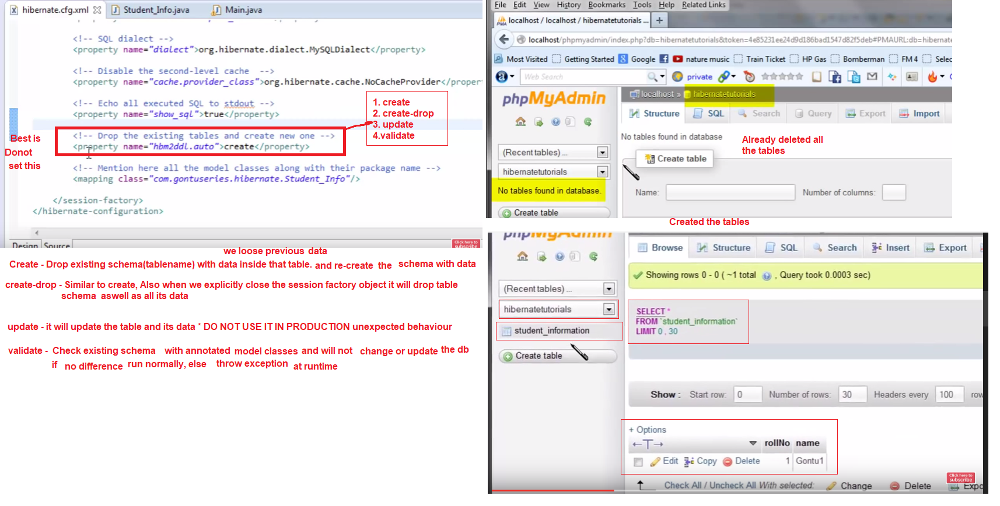 hibernate.cfg.xml
Student_Info.java
Main.java
<!-- SQL dialect -->
<property name="dialect">org.hibernate.dialect.MySQLDialect</property>
<!-- Disable the second-level cache -->
<property name="cache.provider_class">org.hibernate.cache.NoCacheProvider</propert
<!-- Echo all executed SQL to stdout -->
<property name="show_sql">true</property>
<!-- Drop the existing tables and create new one -->
<property name="hbm2ddl.auto">create</property>
<!-- Mention here all the model classes along with their package name -->
<mapping class="com.gontuseries.hibernate.Student_Info"/>
</session-factory>
</hibernate-configuration>
Design Source
Click here to
subscribe
Best is
Donot
set this
1. create
2. create-drop
3. update
4.validate
we loose previous data
Create - Drop existing schema(tablename) with data inside that table. and re-create the schema with data
create-drop - Similar to create, Also when we explicitly close the session factory object it will drop table
schema aswell as all its data
update - it will update the table and its data * DO NOT USE IT IN PRODUCTION unexpected behaviour
validate - Check existing schema with annotated model classes and will not change or update the db
if no difference run normally, else throw exception at runtime
File Edit View History Bookmarks Tools Help Related Links
localhost / localhost / hibernatetutorials ...
localhost/phpmyadmin/index.php?db=hibernatetutorials&token=4e85231ee24d9d186bad1547d82f5deb#PMAURL:db=hibernate
Most Visited Getting Started Google nature music Train Ticket HP Gas Bomberman FM 4 Selec
Web Search private
phpMyAdmin
localhost » hibernatetutorials
Structure SQL Search Query Export Import
No tables found in database
Already deleted all
the tables
(Recent tables) ...
Create table
hibernatetutorials
No tables found in database.
Name: Number of columns:
Create table
Created the tables
phpMyAdmin
Browse Structure SQL Search Insert Export
Showing rows 0 - 0 ( ~1 total , Query took 0.0003 sec)
(Recent tables) ...
hibernatetutorials
student_information
Create table
SELECT *
FROM `student_information`
LIMIT 0 , 30
Show : Start row: 0 Number of rows: 30 Headers every 100 row
+ Options
←T→ rollNo name
Edit Copy Delete 1 Gontu1
Check All / Uncheck All With selected: Change Delete Expo
Click here to
subscribe